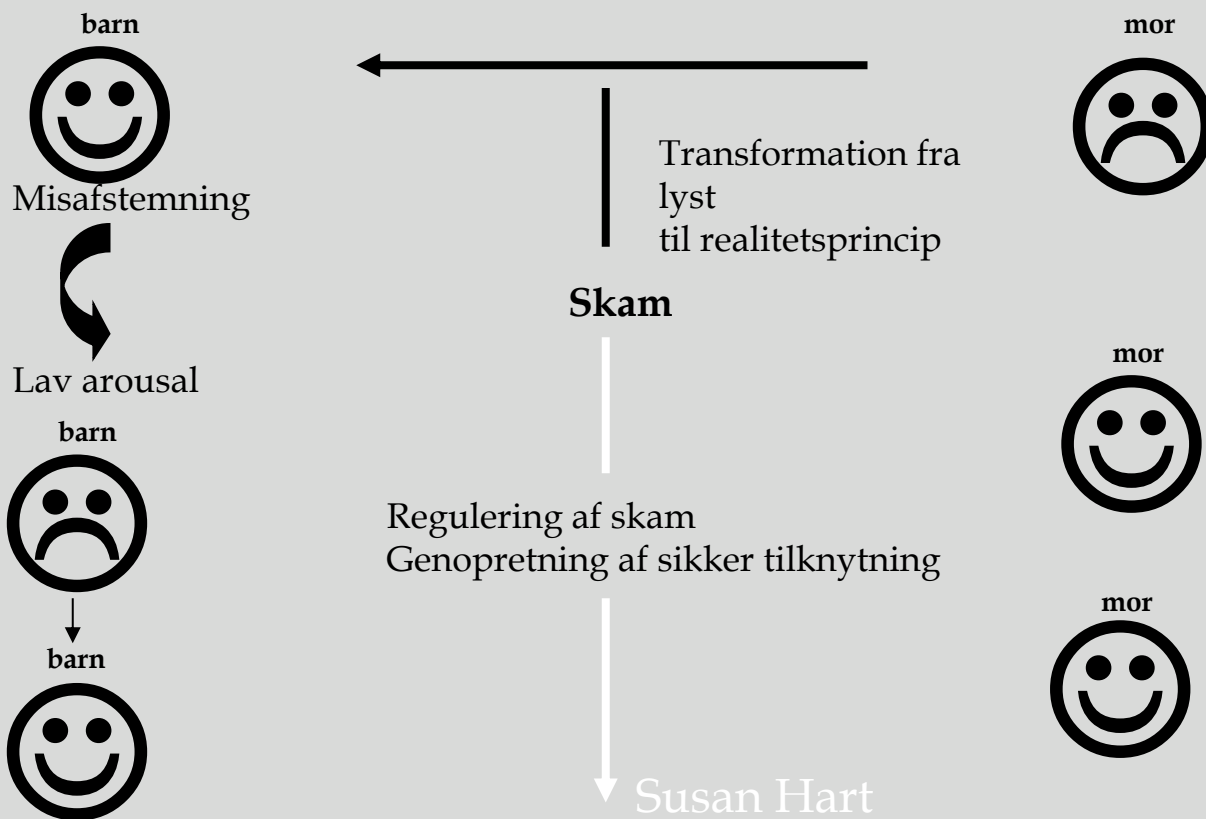 barn
mor
Misafstemning
Transformation fra
lyst
til realitetsprincip
Skam
Lav arousal
mor
barn
Regulering af skam
Genopretning af sikker tilknytning
mor
barn
Susan Hart